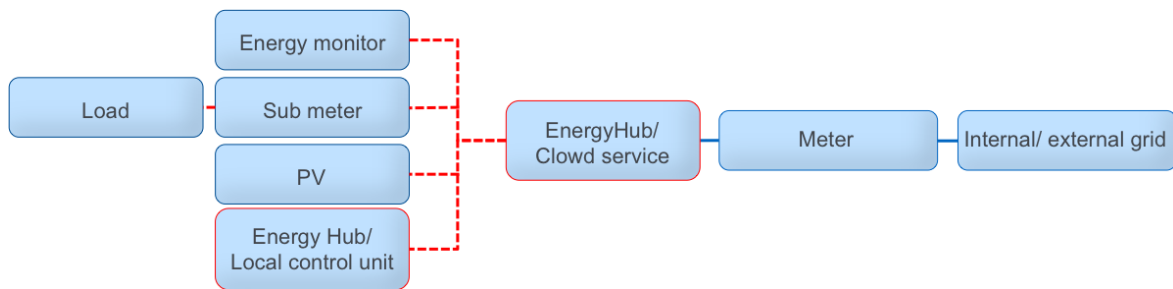 Energy monitor
Load
Sub meter
PV
Energy Hub/
Local control unit
EnergyHub/
Clowd service
Meter
Internal/ external grid